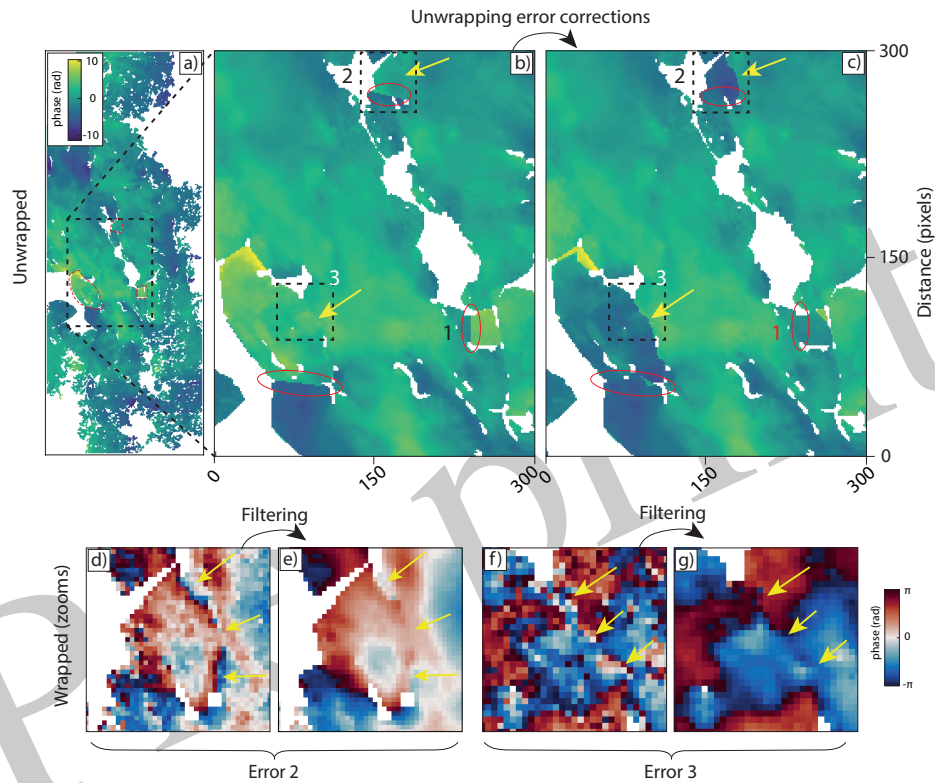 Unwrapping error corrections
a)
b)
c)
10
0
-10
phase (rad)
2
2
3
3
1
1
Unwrapped
300
150
0
Distance (pixels)
0
150
300
0
150
300
Filtering
Filtering
d)
e)
f)
g)
Wrapped (zooms)
π
0
-π
phase (rad)
Error 2
Error 3